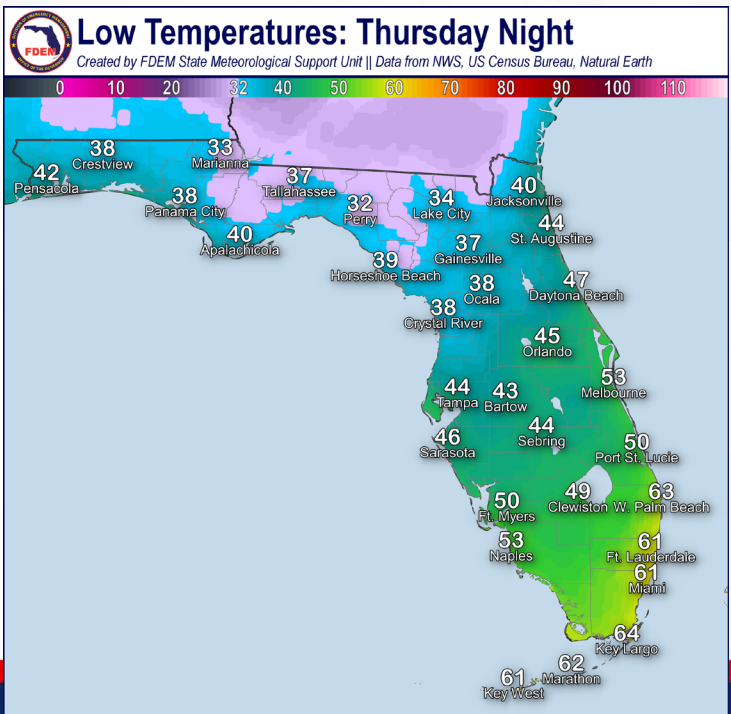 Low Temperatures: Thursday Night
Created by FDEM State Meteorological Support Unit || Data from NWS, US Census Bureau, Natural Earth
FDEM
0 10 20 32 40 50 60 70 80 90 100 110
38
Crestview
33
Marianna
42
Pensacola
37
Tallahassee
38
Panama City
32
Perry
34
Lake City
40
Jacksonville
40
Apalachicola
44
St. Augustine
37
Gainesville
39
Horseshoe Beach
38
Ocala
47
Daytona Beach
38
Crystal River
45
Orlando
53
Melbourne
44
Tampa
43
Bartow
46
Sarasota
44
Sebring
50
Port St. Lucie
50
Ft. Myers
49
Clewiston
63
W. Palm Beach
53
Naples
61
Ft. Lauderdale
61
Miami
64
Key Largo
62
Marathon
61
Key West